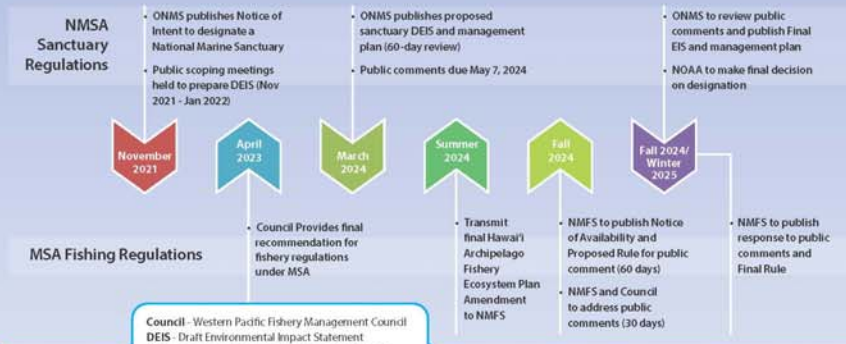 NMSA
Sanctuary
Regulations
• ONMS publishes Notice of
Intent to designate a
National Marine Sanctuary
• Public scoping meetings
held to prepare DEIS (Nov
2021 - Jan 2022)
• ONMS publishes proposed
sanctuary DEIS and management
plan (60-day review)
• Public comments due May 7, 2024
• ONMS to review public
comments and publish Final
EIS and management plan
• NOAA to make final decision
on designation
November
2021
April
2023
March
2024
Summer
2024
Fall
2024
Fall 2024/
Winter
2025
MSA Fishing Regulations
• Council Provides final
recommendation for
fishery regulations
under MSA
• Transmit
final Hawai‘i
Archipelago
Fishery
Ecosystem Plan
Amendment
to NMFS
• NMFS to publish Notice
of Availability and
Proposed Rule for public
comment (60 days)
• NMFS and Council
to address public
comments (30 days)
• NMFS to publish
response to public
comments and
Final Rule
Council - Western Pacific Fishery Management Council
DEIS - Draft Environmental Impact Statement